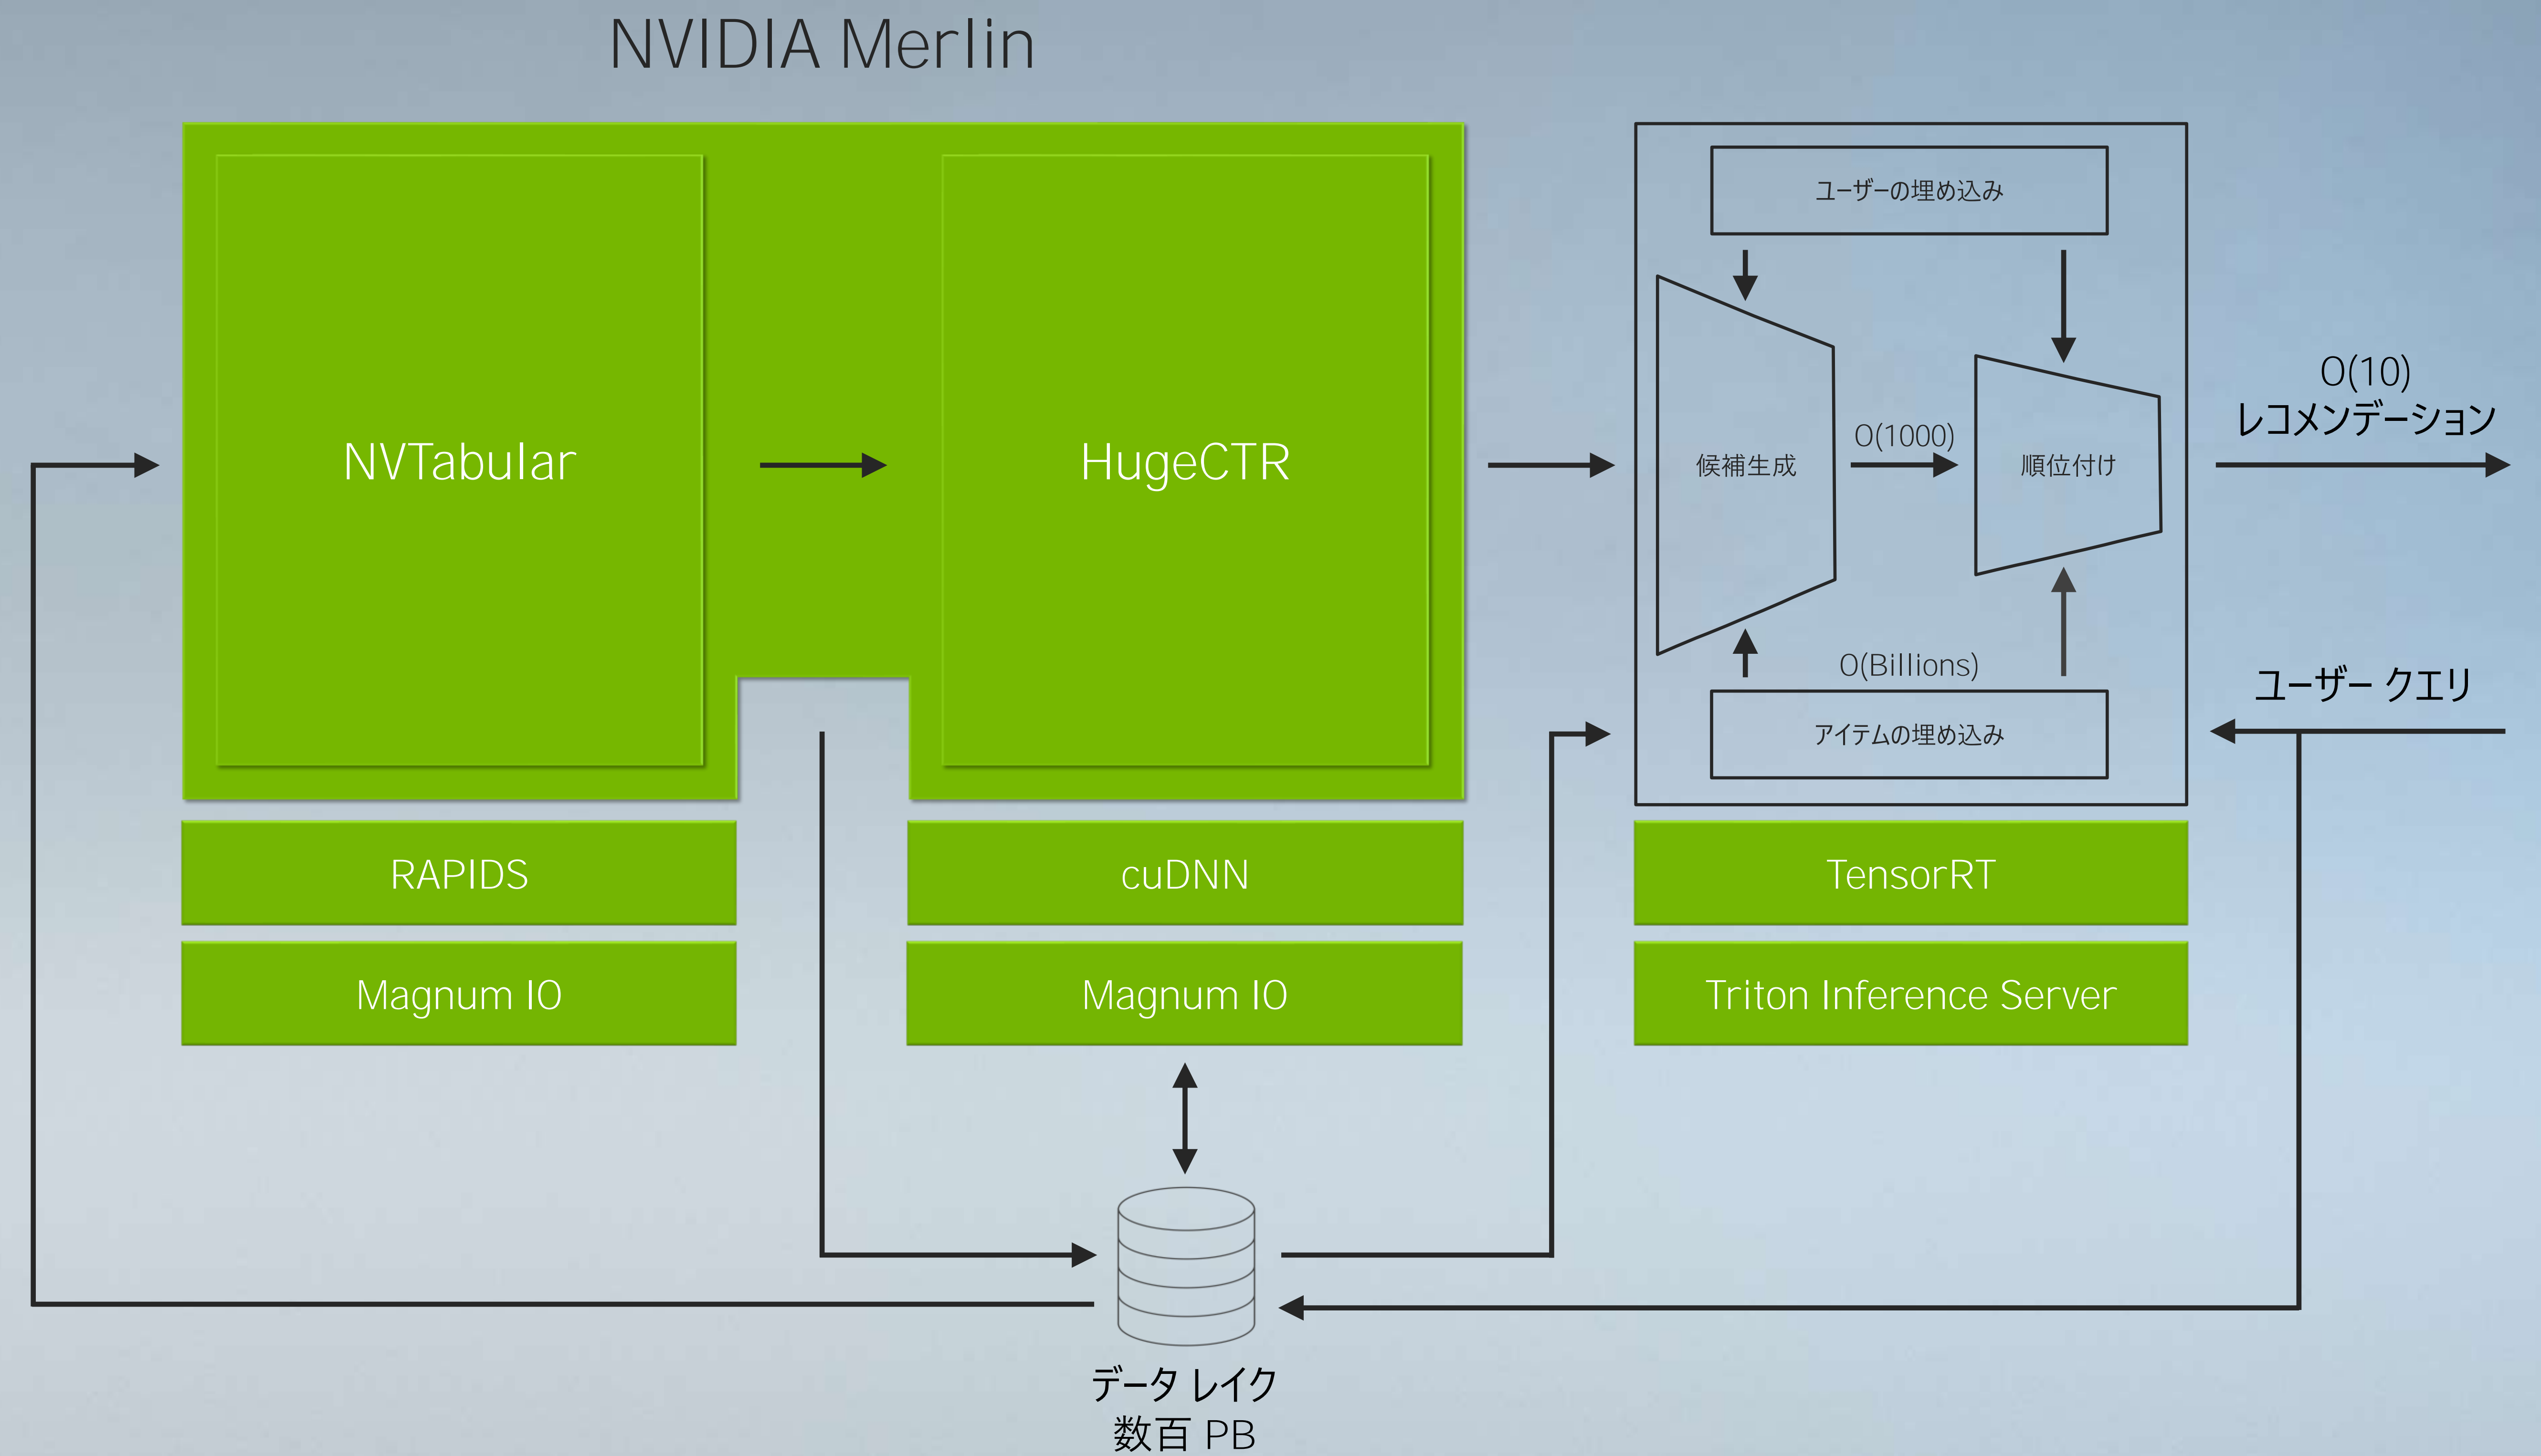 NVIDIA Merlin
NVTabular
HugeCTR
ユーザーの埋め込み
候補生成
O(1000)
順位付け
O(Billions)
アイテムの埋め込み
O(10)
レコメンデーション
ユーザー クエリ
RAPIDS
cuDNN
TensorRT
Magnum IO
Magnum IO
Triton Inference Server
データ レイク
数百 PB